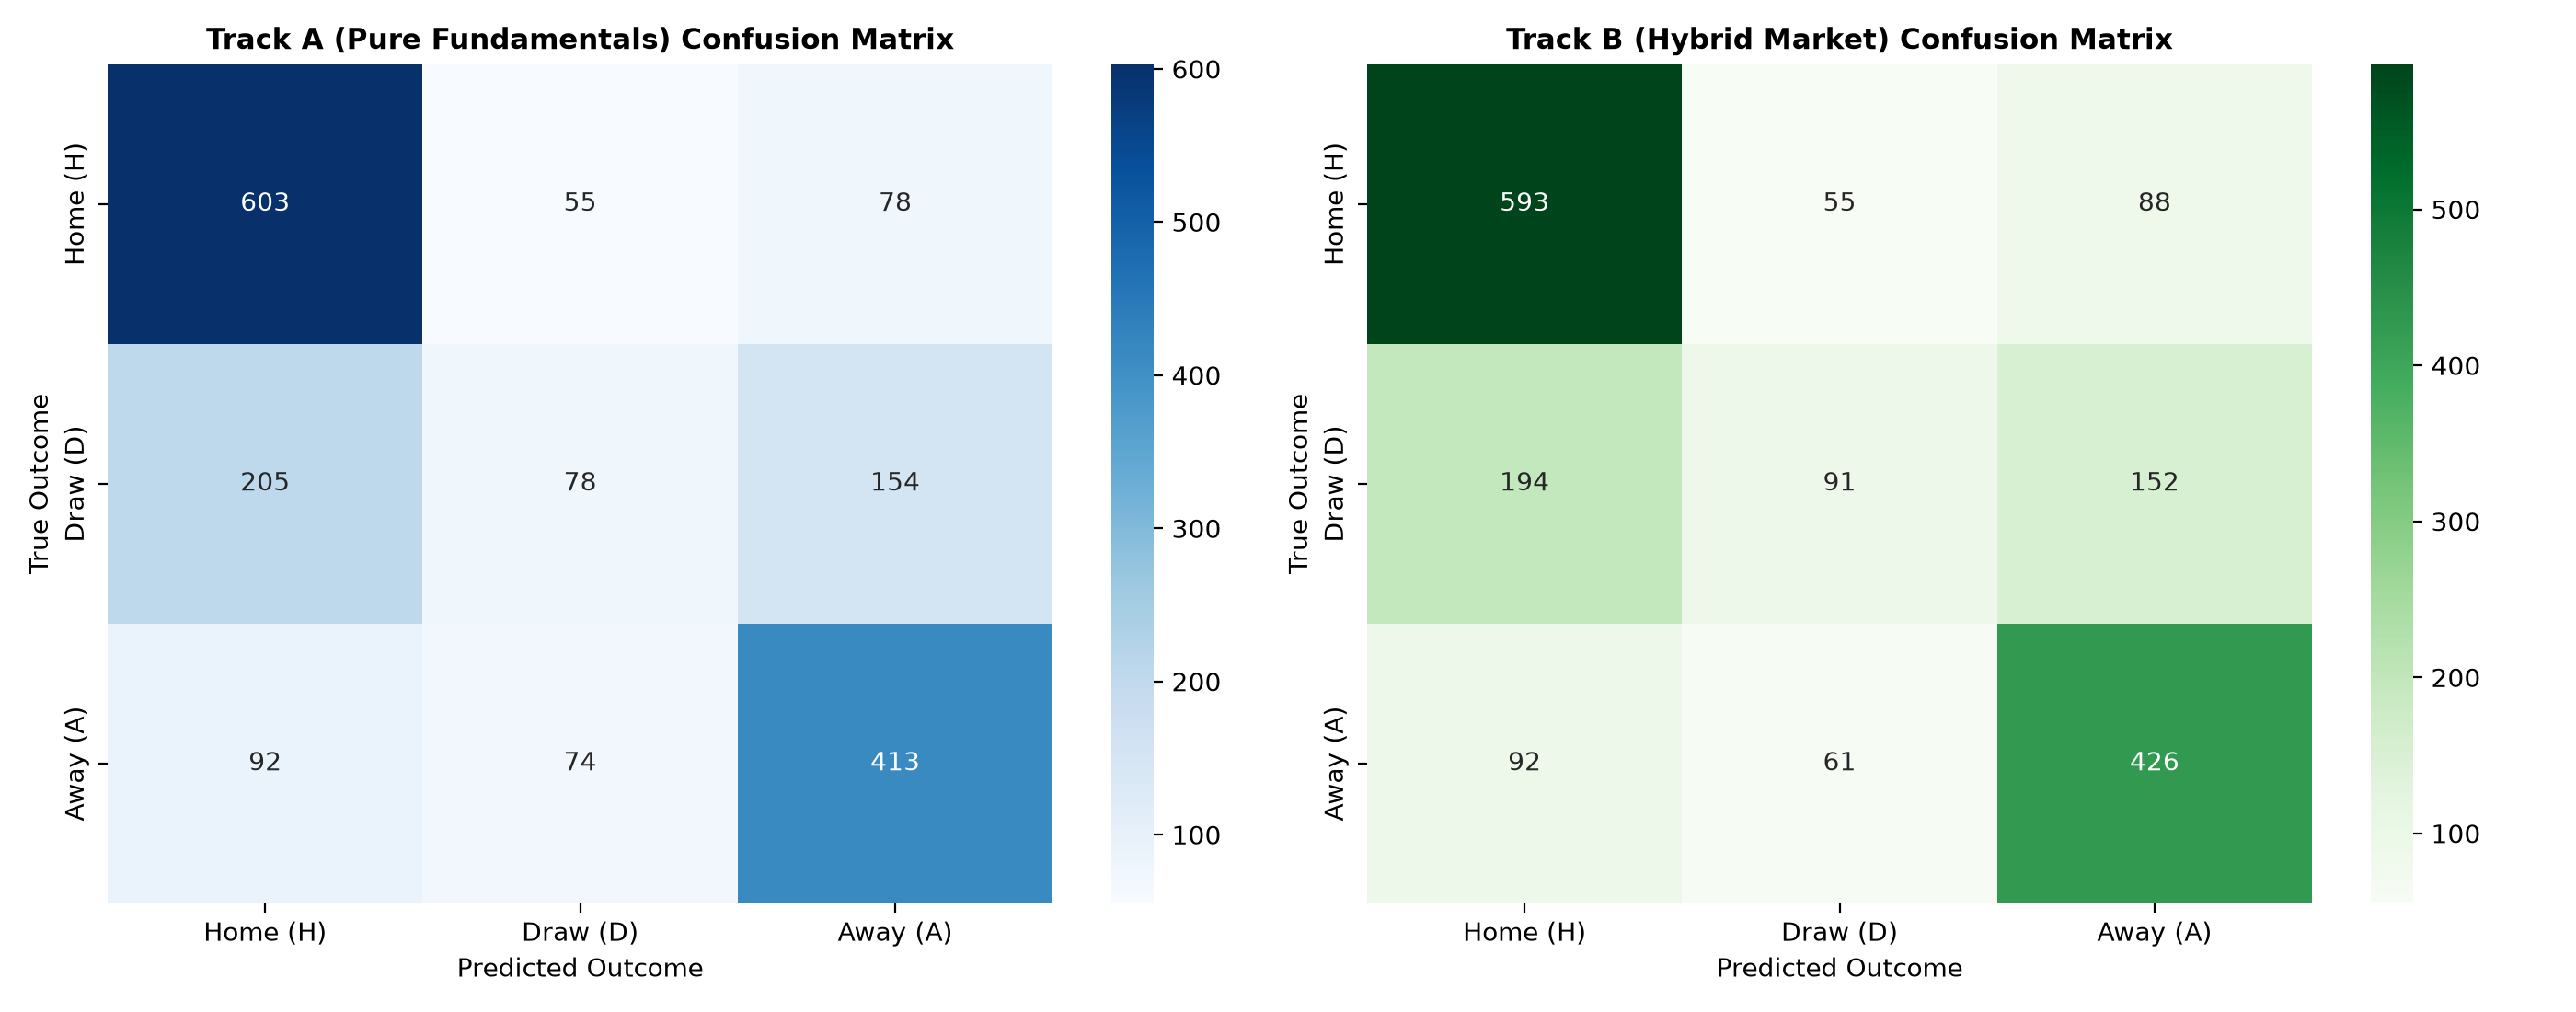 Track A (Pure Fundamentals) Confusion Matrix
True Outcome
Home (H)
Draw (D)
Away (A)
603 55 78
205 78 154
92 74 413
Home (H) Draw (D) Away (A)
Predicted Outcome
600
500
400
300
200
100
Track B (Hybrid Market) Confusion Matrix
True Outcome
Home (H)
Draw (D)
Away (A)
593 55 88
194 91 152
92 61 426
Home (H) Draw (D) Away (A)
Predicted Outcome
500
400
300
200
100